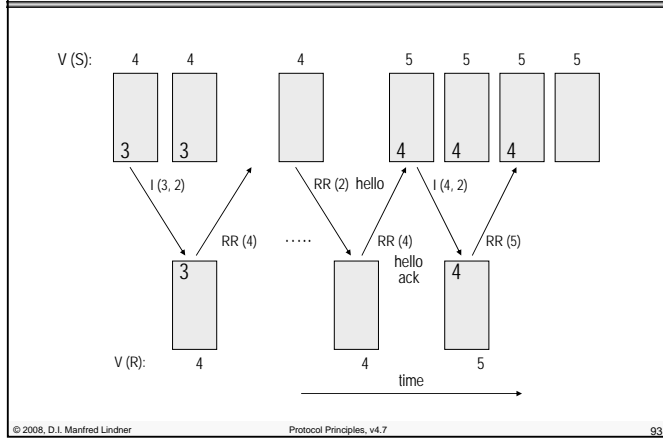 V (S): 4 4 4 5 5 5 5
3 3 4 4 4
I (3, 2) RR (2) hello I (4, 2)
RR (4) ..... RR (4) RR (5)
hello
ack
3 4
V (R): 4 4 5
time
© 2008, D.I. Manfred Lindner Protocol Principles, v4.7 93